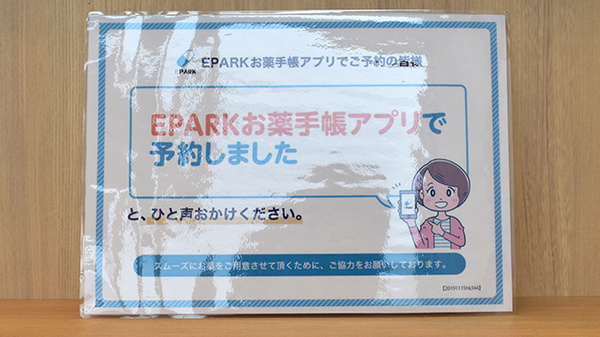 EPARK
EPARKお薬手帳アプリでご予約の皆様
EPARKお薬手帳アプリで
予約しました
と、ひと声おかけください。
スムーズにお薬をご用意させて頂くために、ご協力をお願いしております。